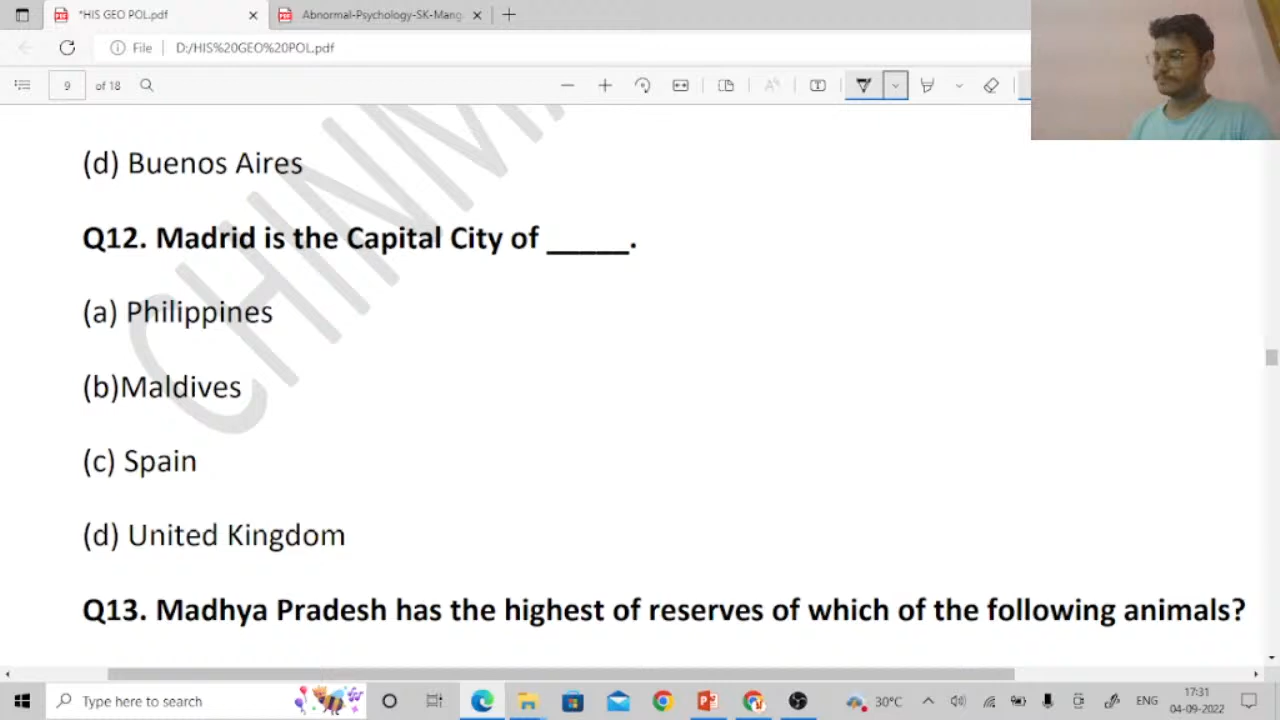 *HIS GEO POL.pdf
Abnormal-Psychology-SK-Mang
File
D:/HIS%20GEO%20POL.pdf
9 of 18
(d) Buenos Aires
Q12. Madrid is the Capital City of _____.
(a) Philippines
(b)Maldives
(c) Spain
(d) United Kingdom
Q13. Madhya Pradesh has the highest of reserves of which of the following animals?
CHINM
Type here to search
30°C
ENG
17:31
04-09-2022